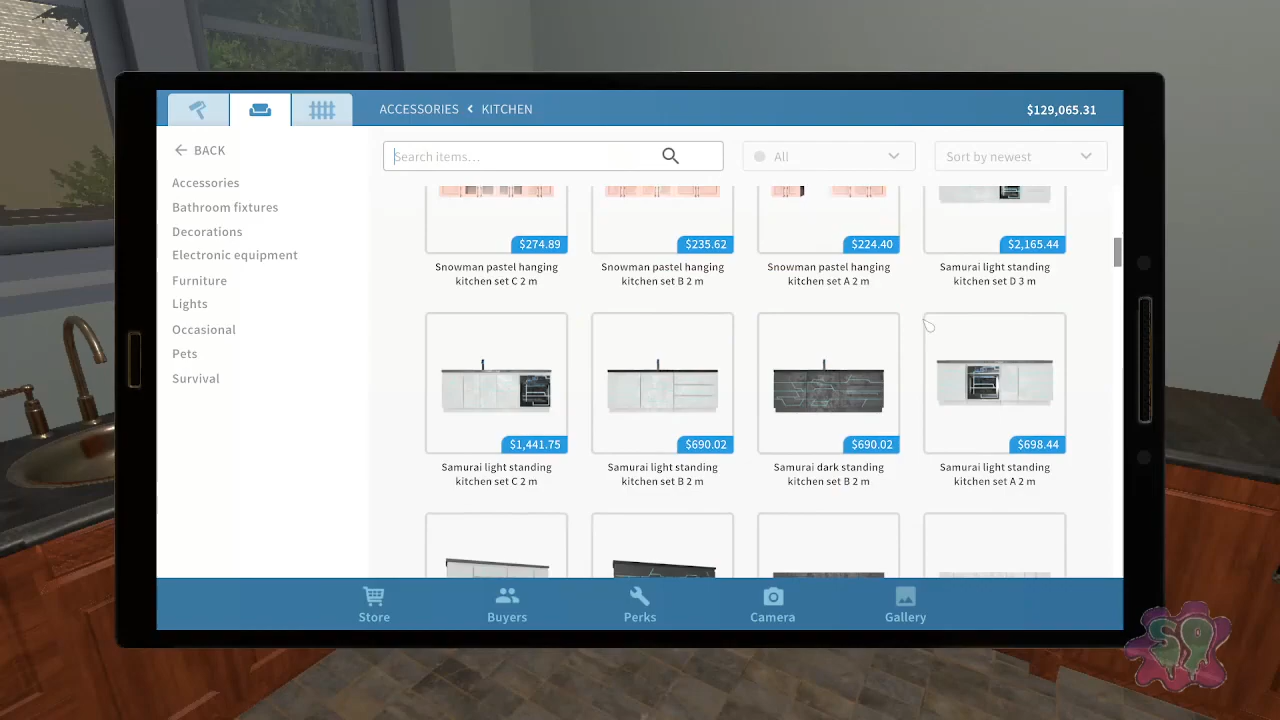 ACCESSORIES < KITCHEN
$129,065.31
BACK
Search items...
All
Sort by newest
Accessories
Bathroom fixtures
Decorations
Electronic equipment
Furniture
Lights
Occasional
Pets
Survival
$274.89
$235.62
$224.40
$2,165.44
Snowman pastel hanging
kitchen set C 2 m
Snowman pastel hanging
kitchen set B 2 m
Snowman pastel hanging
kitchen set A 2 m
Samurai light standing
kitchen set D 3 m
$1,441.75
$690.02
$690.02
$698.44
Samurai light standing
kitchen set C 2 m
Samurai light standing
kitchen set B 2 m
Samurai dark standing
kitchen set B 2 m
Samurai light standing
kitchen set A 2 m
Store
Buyers
Perks
Camera
Gallery